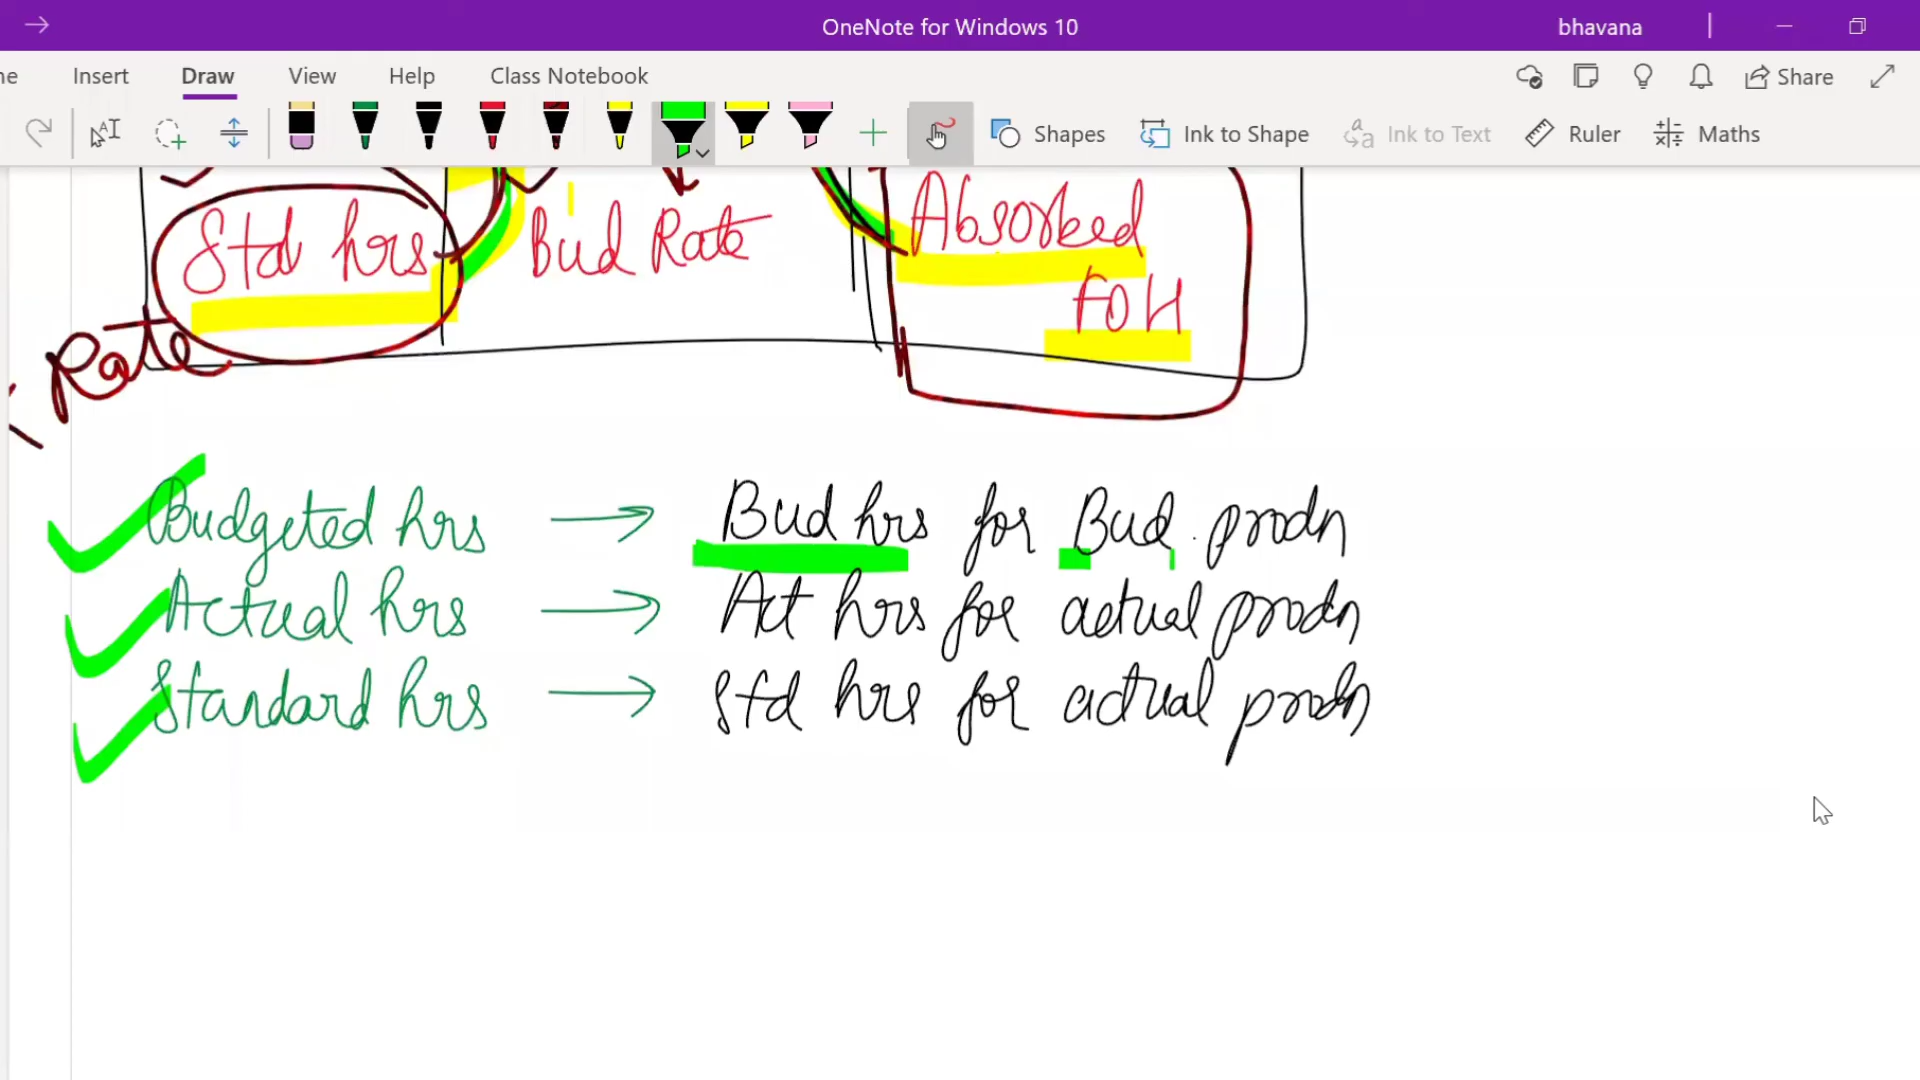 OneNote for Windows 10
bhavana
Insert Draw View Help Class Notebook
Share
Shapes Ink to Shape Ink to Text Ruler Maths
Std hrs Bud Rate Absorbed
FOH
Rate
Budgeted hrs → Bud hrs for Bud. prodn
Actual hrs → Act hrs for actual prodn
Standard hrs → Std hrs for actual prodn